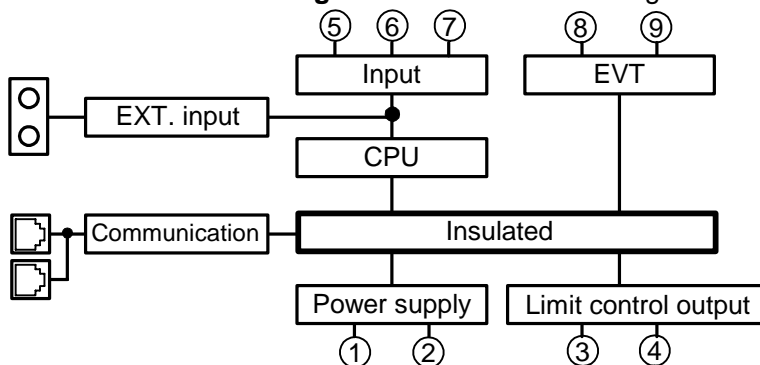 ⑤ ⑥ ⑦ ⑧ ⑨
Input EVT
EXT. input
CPU
Communication Insulated
Power supply Limit control output
① ② ③ ④